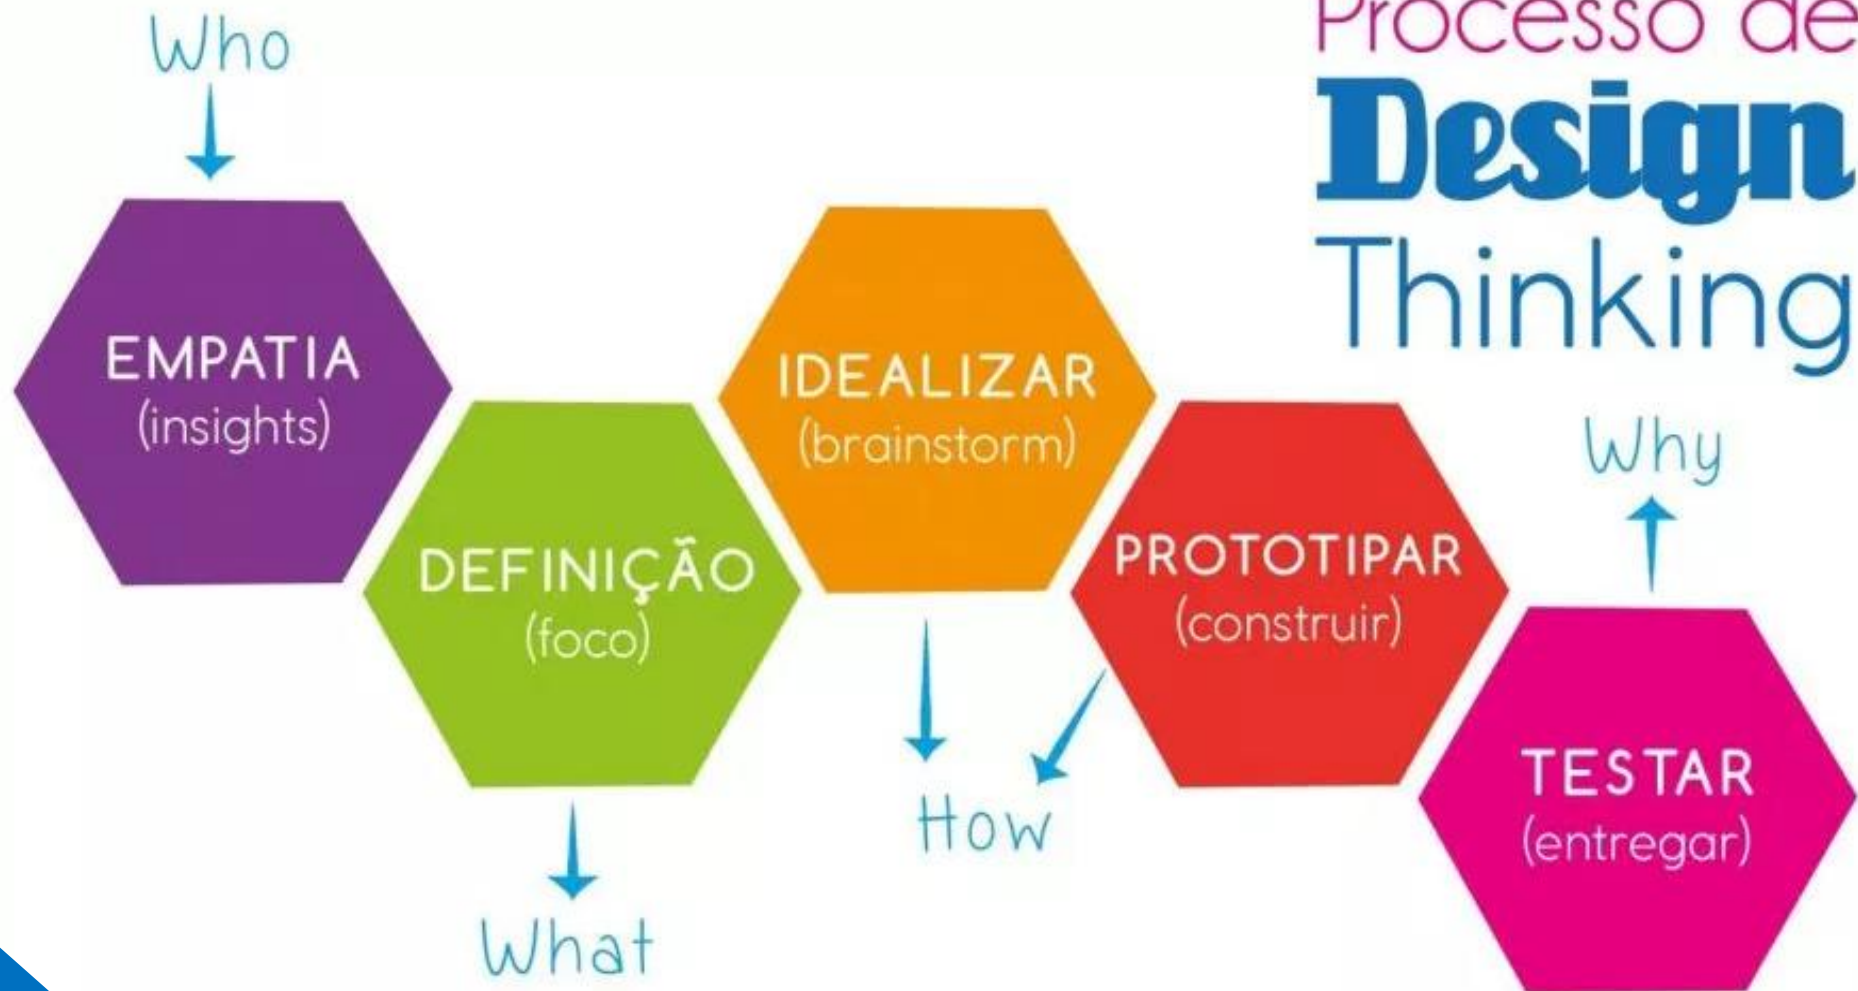 Processo de
Design
Thinking
Who
EMPATIA
(insights)
DEFINIÇÃO
(foco)
What
IDEALIZAR
(brainstorm)
How
PROTOTIPAR
(construir)
Why
TESTAR
(entregar)